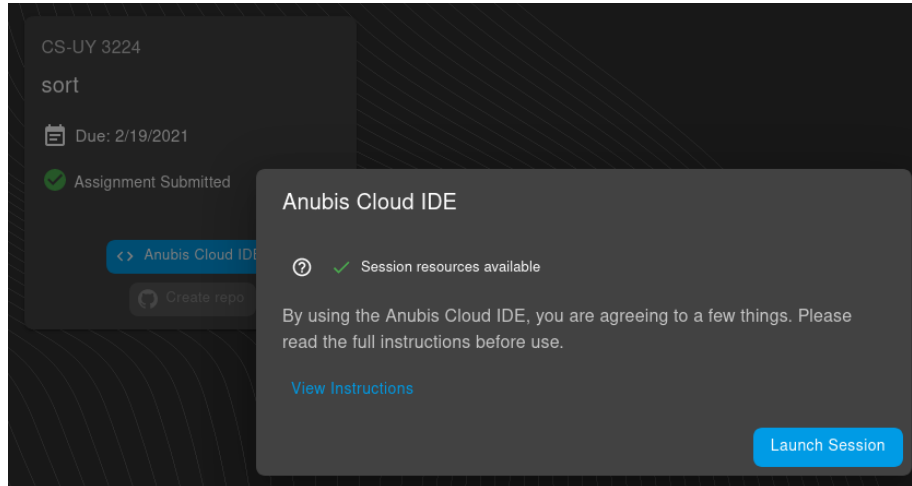 CS-UY 3224
sort
Due: 2/19/2021
Assignment Submitted
Anubis Cloud IDE
Create repo
Anubis Cloud IDE
Session resources available
By using the Anubis Cloud IDE, you are agreeing to a few things. Please
read the full instructions before use.
View Instructions
Launch Session